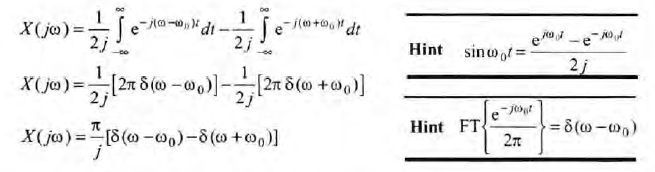 X(jω) = 1/2j ∫_{-∞}^{∞} e^{-j(ω-ω₀)t} dt - 1/2j ∫_{-∞}^{∞} e^{-j(ω+ω₀)t} dt
X(jω) = 1/2j [2π δ(ω - ω₀)] - 1/2j [2π δ(ω + ω₀)]
X(jω) = π/j [δ(ω - ω₀) - δ(ω + ω₀)]
Hint sin ω₀t = (e^{jω₀t} - e^{-jω₀t})/2j
Hint FT{e^{-jω₀t}/2π} = δ(ω - ω₀)